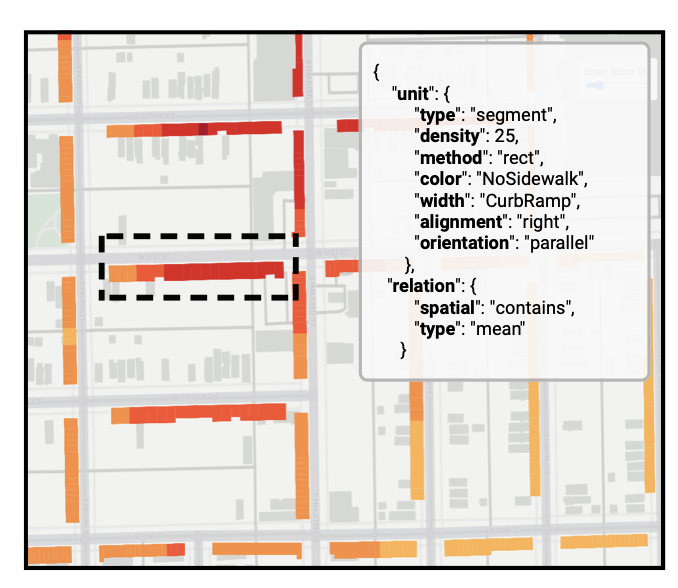 {
"unit": {
"type": "segment",
"density": 25,
"method": "rect",
"color": "NoSidewalk",
"width": "CurbRamp",
"alignment": "right",
"orientation": "parallel"
},
"relation": {
"spatial": "contains",
"type": "mean"
}